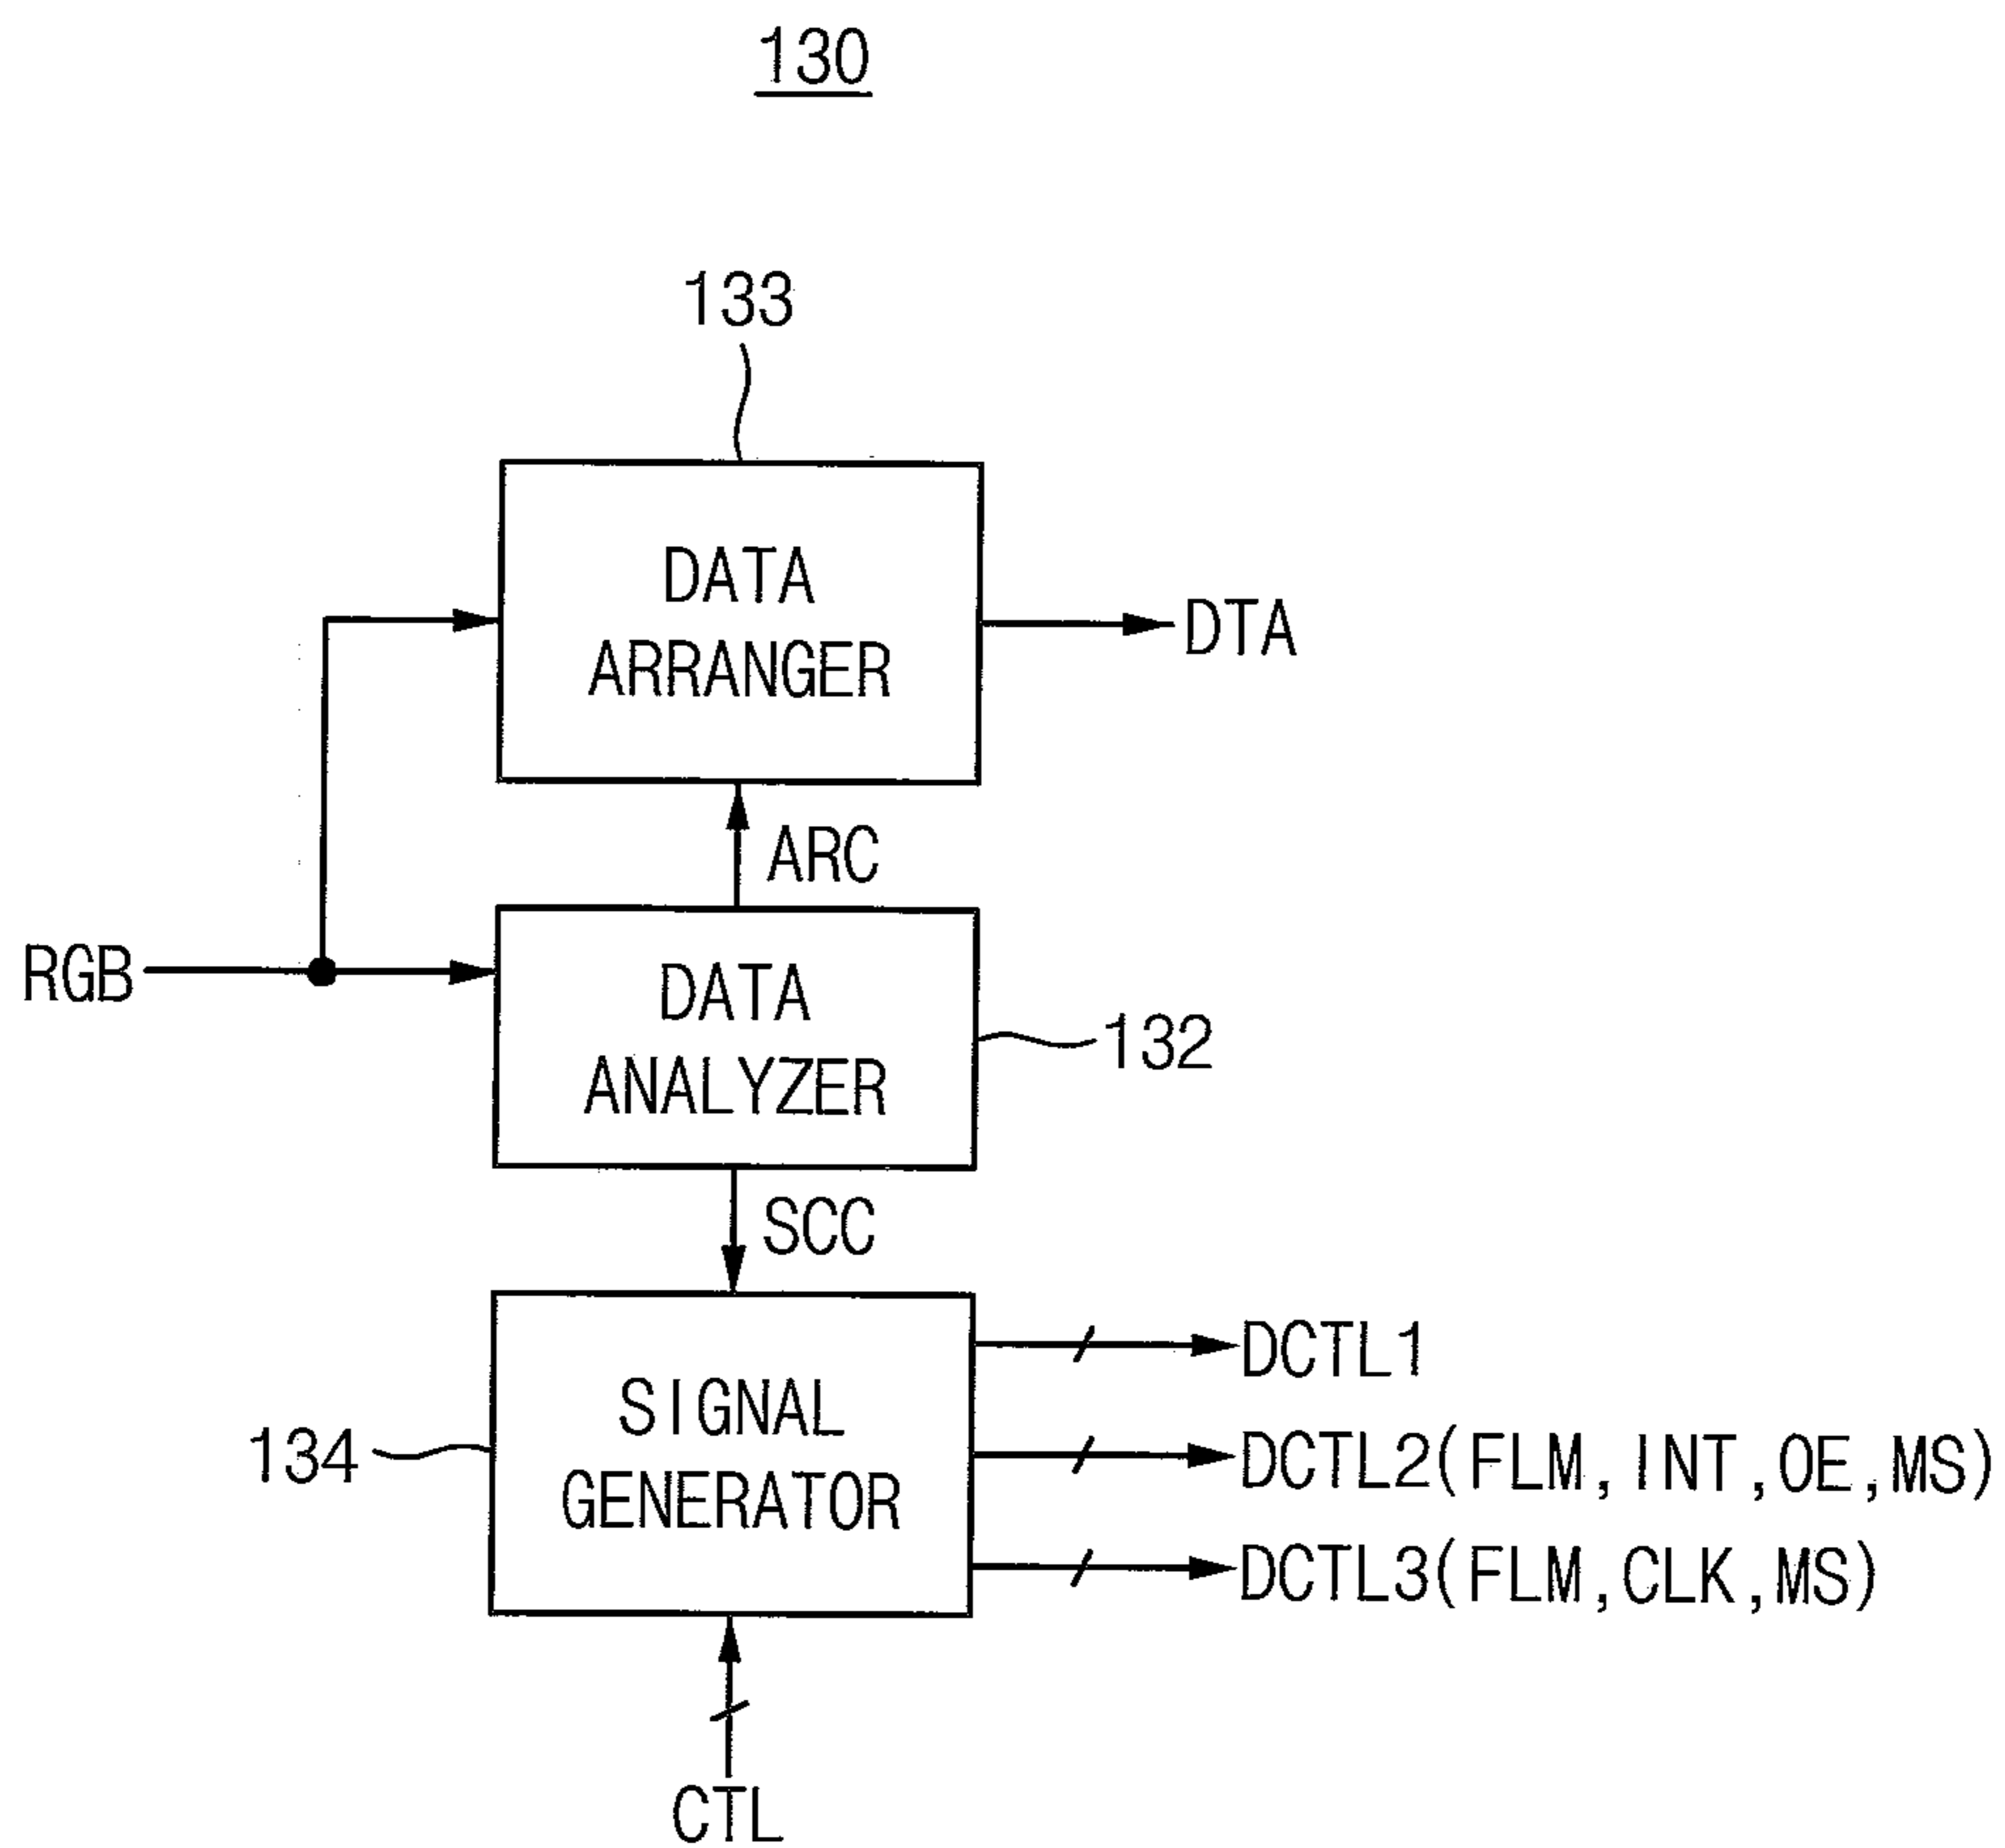 130
133
DATA
ARRANGER
DTA
ARC
RGB
DATA
ANALYZER
132
SCC
SIGNAL
GENERATOR
134
DCTL1
DCTL2(FLM,INT,OE,MS)
DCTL3(FLM,CLK,MS)
CTL